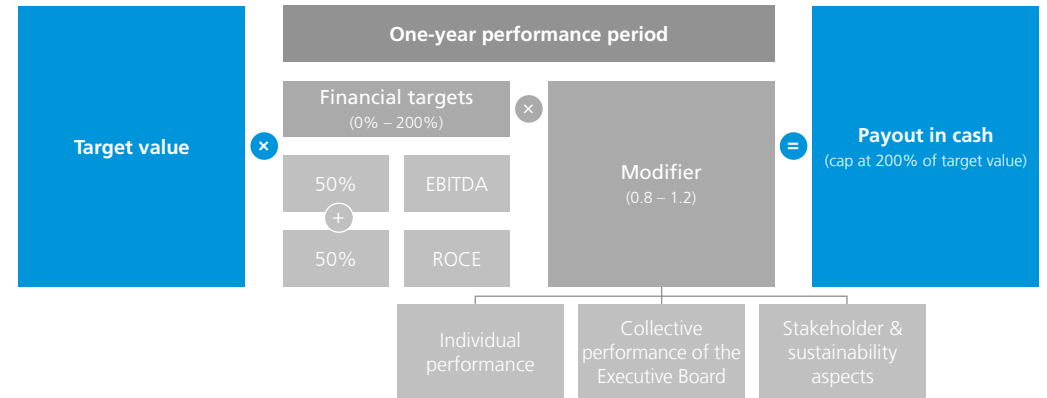 One-year performance period
Target value
×
Financial targets
(0% – 200%)
50%
EBITDA
+
50%
ROCE
×
Modifier
(0.8 – 1.2)
=
Payout in cash
(cap at 200% of target value)
Individual
performance
Collective
performance of the
Executive Board
Stakeholder &
sustainability
aspects